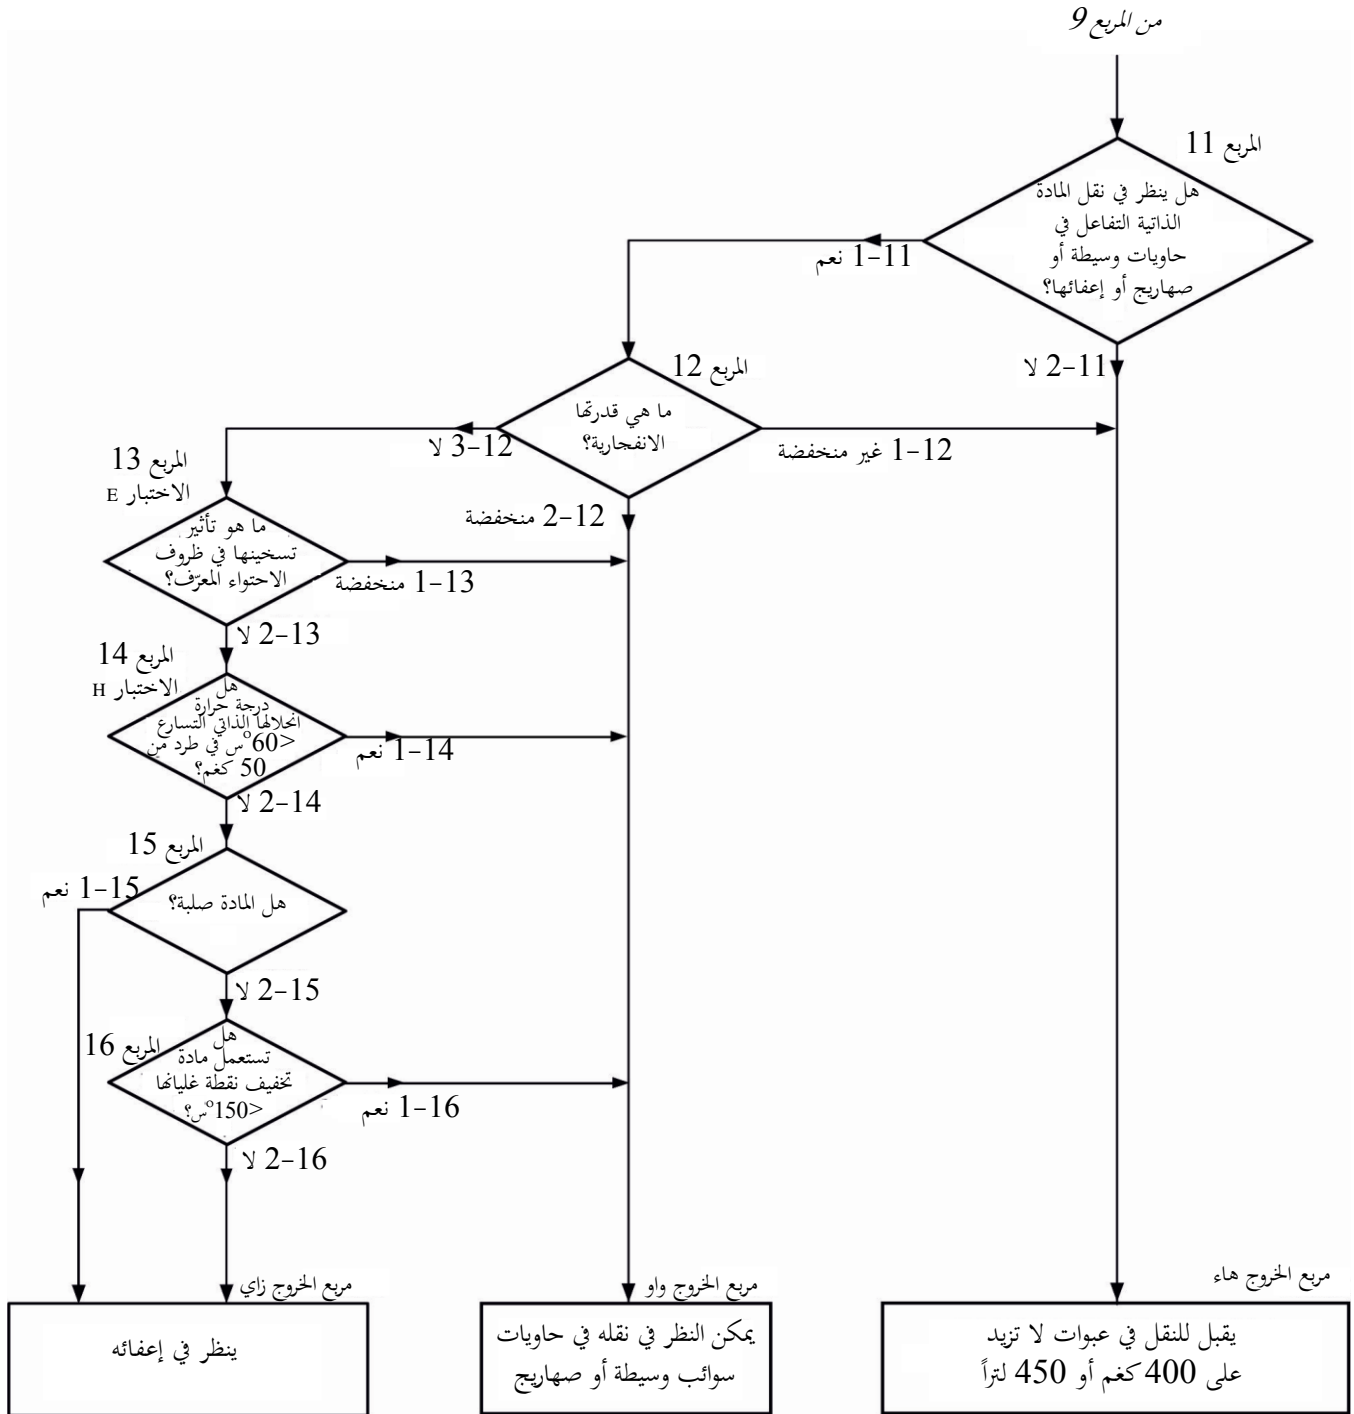 من المربع 9
المربع 11
هل ينظر في نقل المادة
الذاتية التفاعل في
حاويات وسيطة أو
صهاريج أو إعفائها؟
11-1 نعم
11-2 لا
المربع 12
ما هي قدرتها
الانفجارية؟
12-1 غير منخفضة
12-2 منخفضة
12-3 لا
المربع 13
الاختبار E
ما هو تأثير
تسخينها في ظروف
الاحتواء المعرّف؟
13-1 منخفضة
13-2 لا
المربع 14
الاختبار H
هل
درجة حرارة
انحلالها الذاتي التسارع
<60°س في طرد من
50 كغم؟
14-1 نعم
14-2 لا
المربع 15
هل المادة صلبة؟
15-1 نعم
15-2 لا
المربع 16
هل
تستعمل مادة
تخفيف نقطة غليانها
<150°س؟
16-1 نعم
16-2 لا
مربع الخروج هاء
يقبل للنقل في عبوات لا تزيد
على 400 كغم أو 450 لتراً
مربع الخروج واو
يمكن النظر في نقله في حاويات
سوائب وسيطة أو صهاريج
مربع الخروج زاي
ينظر في إعفائه